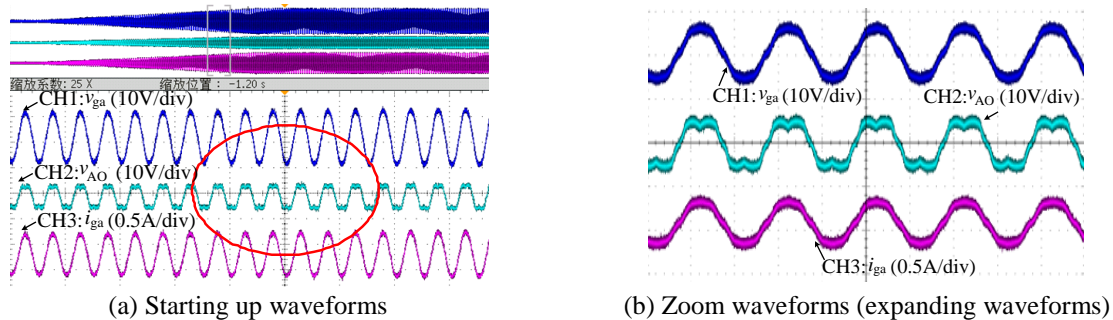 缩放系数: 25 X 缩放位置: -1.20 s
CH1:vga (10V/div)
CH2:vAO (10V/div)
CH3:iga (0.5A/div)
(a) Starting up waveforms
CH1:vga (10V/div)
CH2:vAO (10V/div)
CH3:iga (0.5A/div)
(b) Zoom waveforms (expanding waveforms)